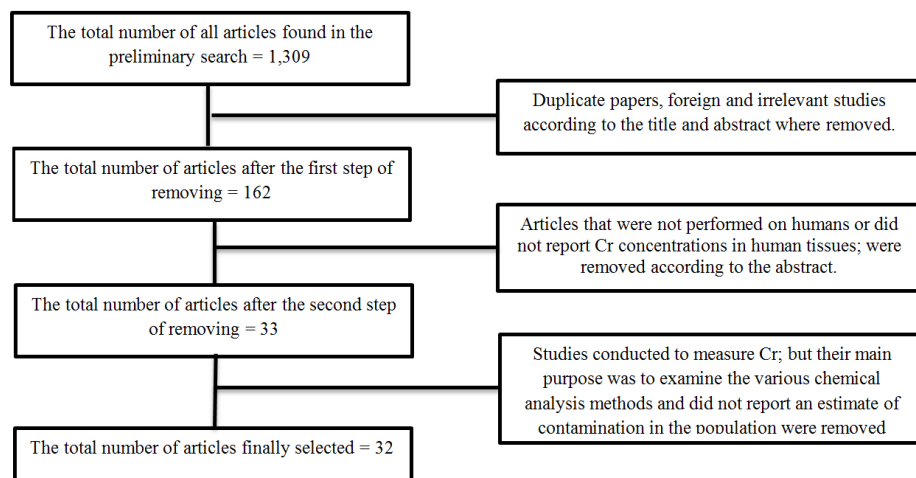 The total number of all articles found in the
preliminary search = 1,309
Duplicate papers, foreign and irrelevant studies
according to the title and abstract where removed.
The total number of articles after the first step of
removing = 162
Articles that were not performed on humans or did
not report Cr concentrations in human tissues; were
removed according to the abstract.
The total number of articles after the second step
of removing = 33
Studies conducted to measure Cr; but their main
purpose was to examine the various chemical
analysis methods and did not report an estimate of
contamination in the population were removed
The total number of articles finally selected = 32